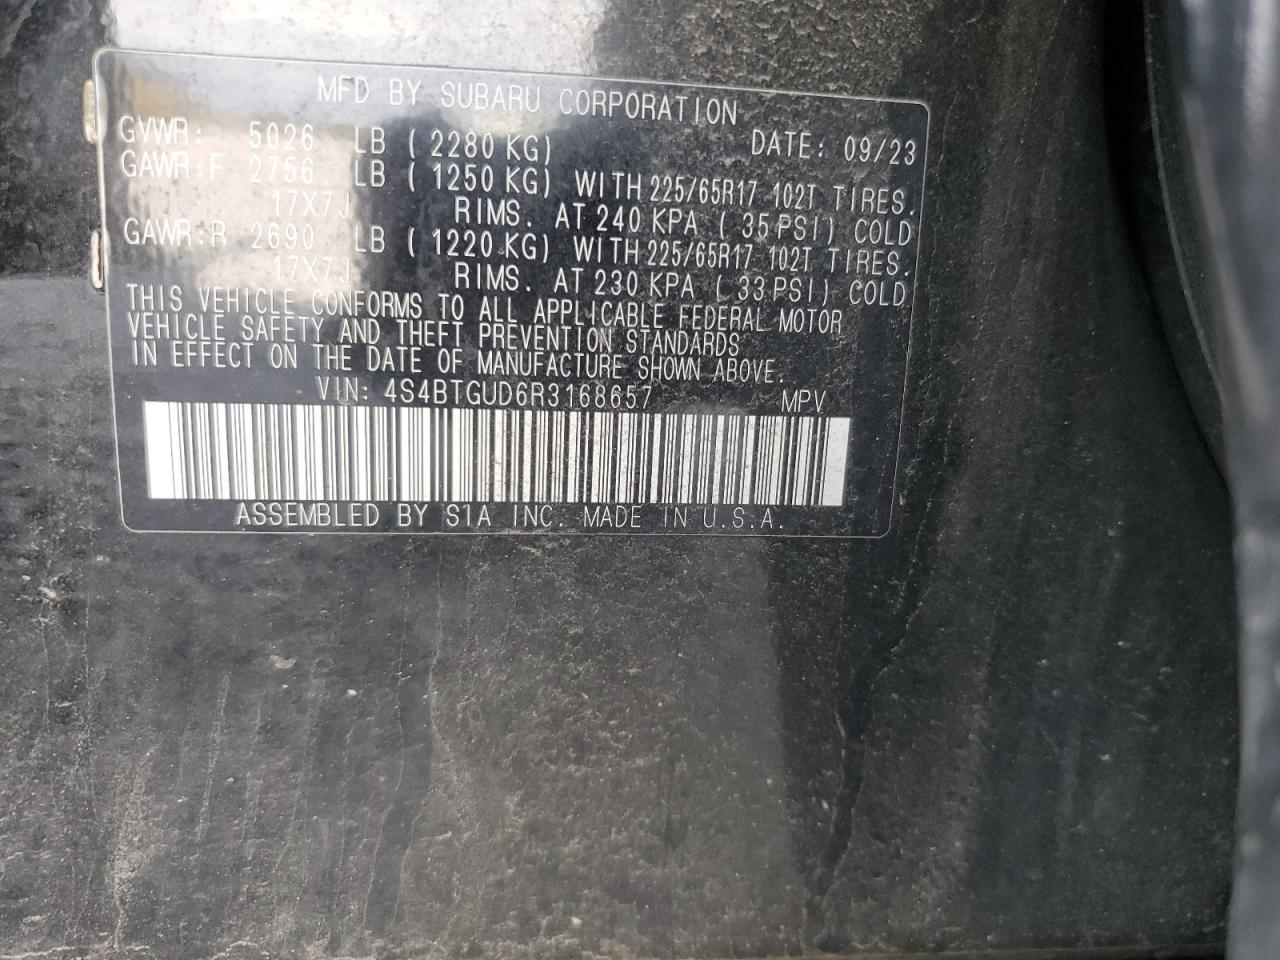 MFD BY SUBARU CORPORATION
GVWR: 5026 LB ( 2280 KG) DATE: 09/23
GAWR:F 2756 LB ( 1250 KG) WITH 225/65R17 102T TIRES.
17X7J RIMS. AT 240 KPA ( 35 PSI) COLD
GAWR:R 2690 LB ( 1220 KG) WITH 225/65R17 102T TIRES.
17X7J RIMS. AT 230 KPA ( 33 PSI) COLD
THIS VEHICLE CONFORMS TO ALL APPLICABLE FEDERAL MOTOR
VEHICLE SAFETY AND THEFT PREVENTION STANDARDS
IN EFFECT ON THE DATE OF MANUFACTURE SHOWN ABOVE.
VIN: 4S4BTGUD6R3168657 MPV
ASSEMBLED BY SIA INC. MADE IN U.S.A.